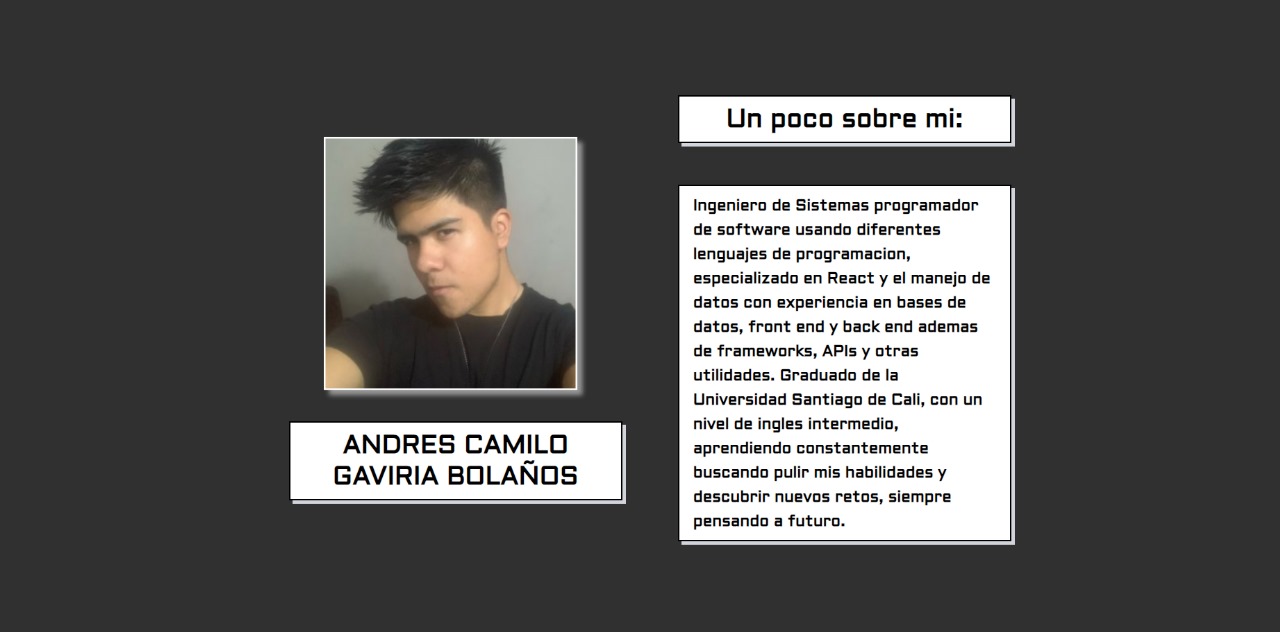 ANDRES CAMILO
GAVIRIA BOLAÑOS
Un poco sobre mi:
Ingeniero de Sistemas programador
de software usando diferentes
lenguajes de programacion,
especializado en React y el manejo de
datos con experiencia en bases de
datos, front end y back end ademas
de frameworks, APIs y otras
utilidades. Graduado de la
Universidad Santiago de Cali, con un
nivel de ingles intermedio,
aprendiendo constantemente
buscando pulir mis habilidades y
descubrir nuevos retos, siempre
pensando a futuro.